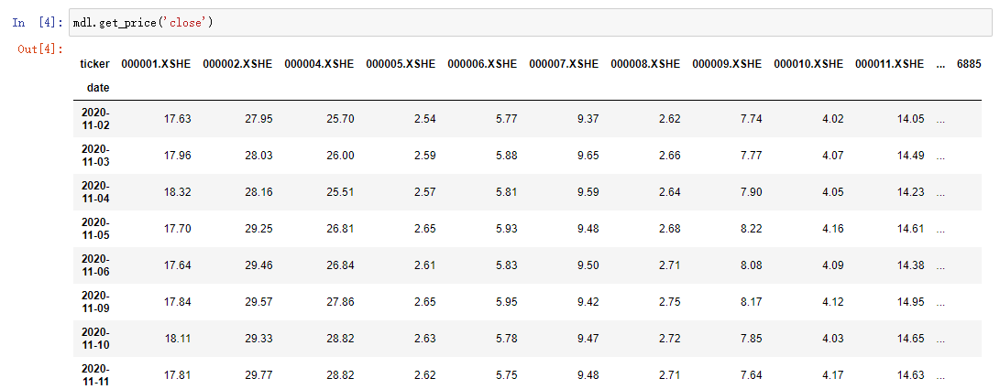 In [4]: mdl.get_price('close')
Out[4]:
ticker 000001.XSHE 000002.XSHE 000004.XSHE 000005.XSHE 000006.XSHE 000007.XSHE 000008.XSHE 000009.XSHE 000010.XSHE 000011.XSHE ... 6885
date
2020-11-02 17.63 27.95 25.70 2.54 5.77 9.37 2.62 7.74 4.02 14.05 ...
2020-11-03 17.96 28.03 26.00 2.59 5.88 9.65 2.66 7.77 4.07 14.49 ...
2020-11-04 18.32 28.16 25.51 2.57 5.81 9.59 2.64 7.90 4.05 14.23 ...
2020-11-05 17.70 29.25 26.81 2.65 5.93 9.48 2.68 8.22 4.16 14.61 ...
2020-11-06 17.64 29.46 26.84 2.61 5.83 9.50 2.71 8.08 4.09 14.38 ...
2020-11-09 17.84 29.57 27.86 2.65 5.95 9.42 2.75 8.17 4.12 14.95 ...
2020-11-10 18.11 29.33 28.82 2.63 5.78 9.47 2.72 7.85 4.03 14.65 ...
2020-11-11 17.81 29.77 28.82 2.62 5.75 9.48 2.71 7.64 4.17 14.63 ...